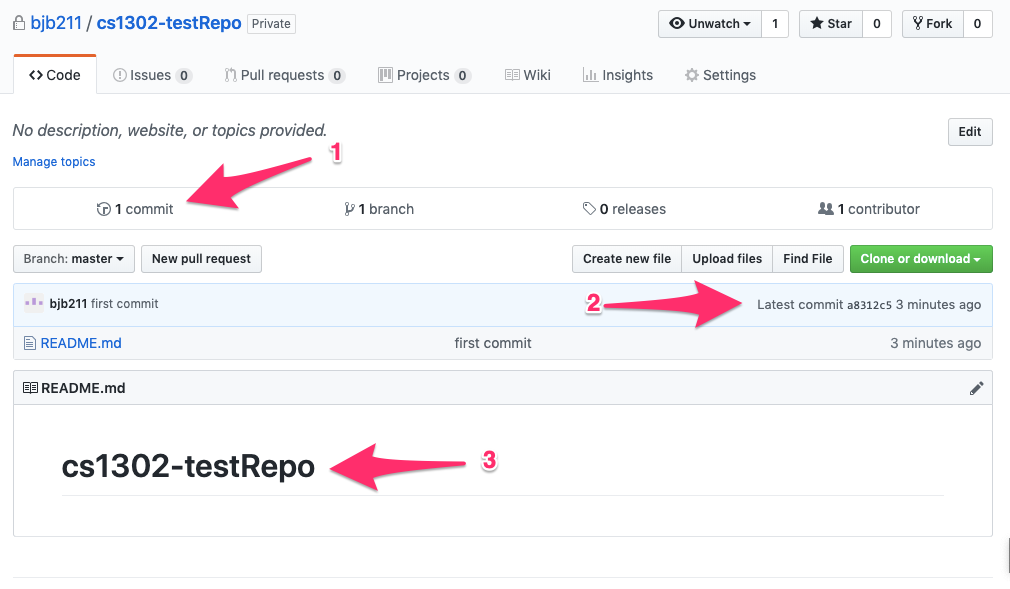 bjb211 / cs1302-testRepo Private Unwatch 1 Star 0 Fork 0
Code Issues 0 Pull requests 0 Projects 0 Wiki Insights Settings
No description, website, or topics provided. Edit
Manage topics 1
1 commit 1 branch 0 releases 1 contributor
Branch: master New pull request Create new file Upload files Find File Clone or download
bjb211 first commit 2 Latest commit a8312c5 3 minutes ago
README.md first commit 3 minutes ago
README.md
cs1302-testRepo 3